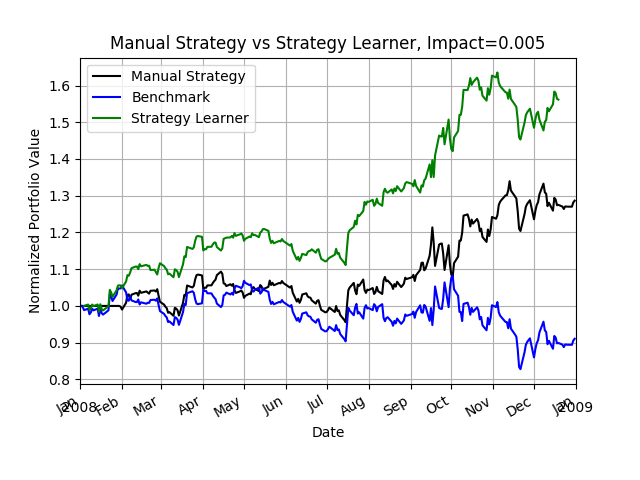 Manual Strategy vs Strategy Learner, Impact=0.005
Manual Strategy
Benchmark
Strategy Learner
Normalized Portfolio Value
1.6
1.5
1.4
1.3
1.2
1.1
1.0
0.9
0.8
Jan Feb Mar Apr May Jun Jul Aug Sep Oct Nov Dec Jan
2008 2009
Date